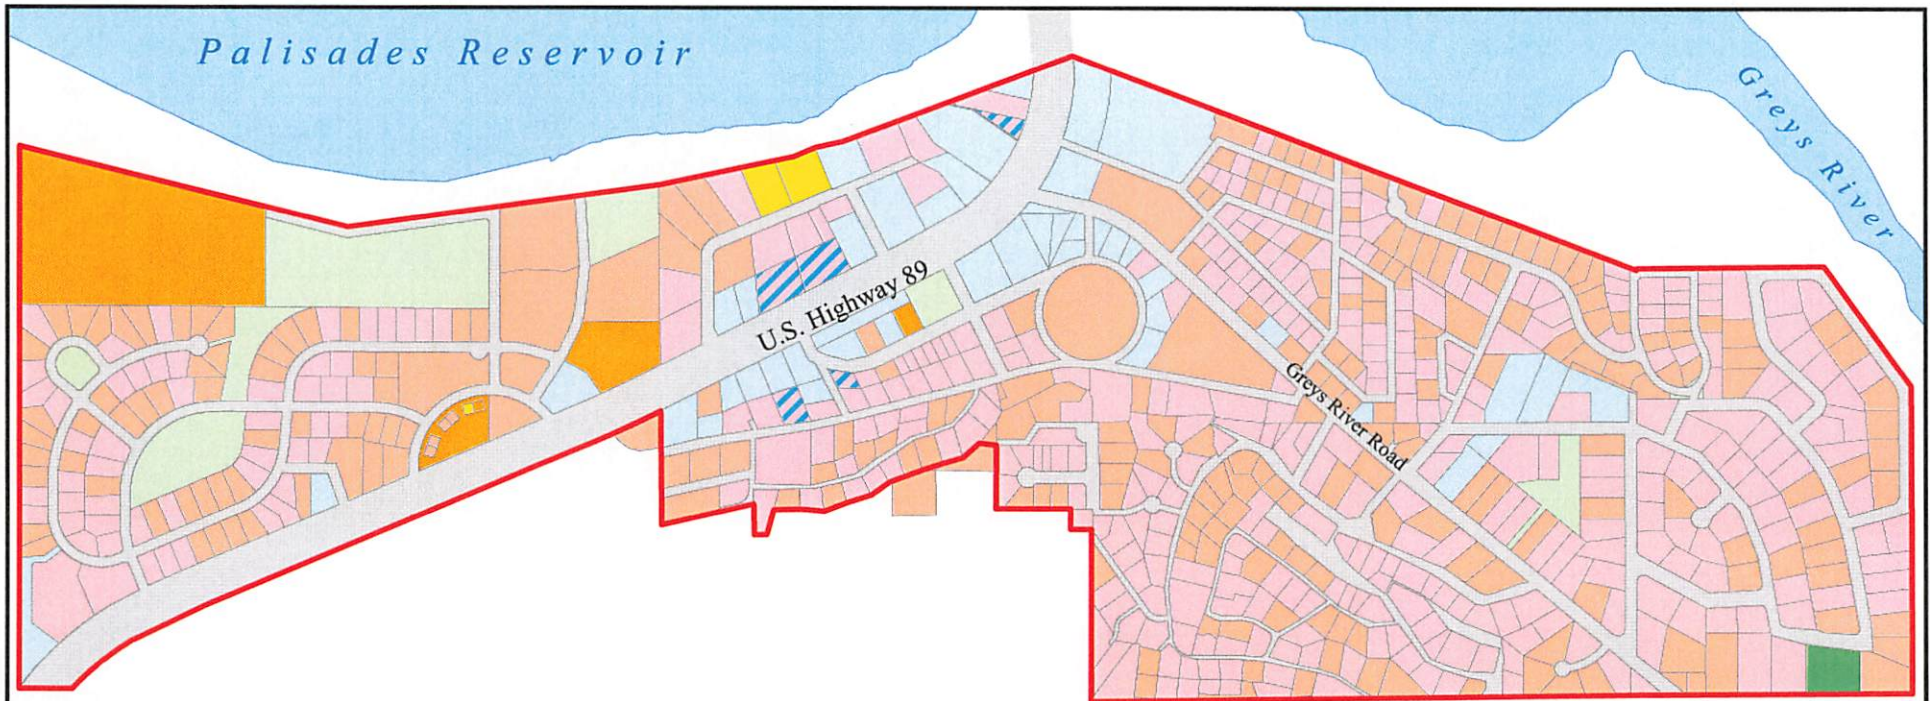 Palisades Reservoir
Greys River
U.S. Highway 89
Greys River Road